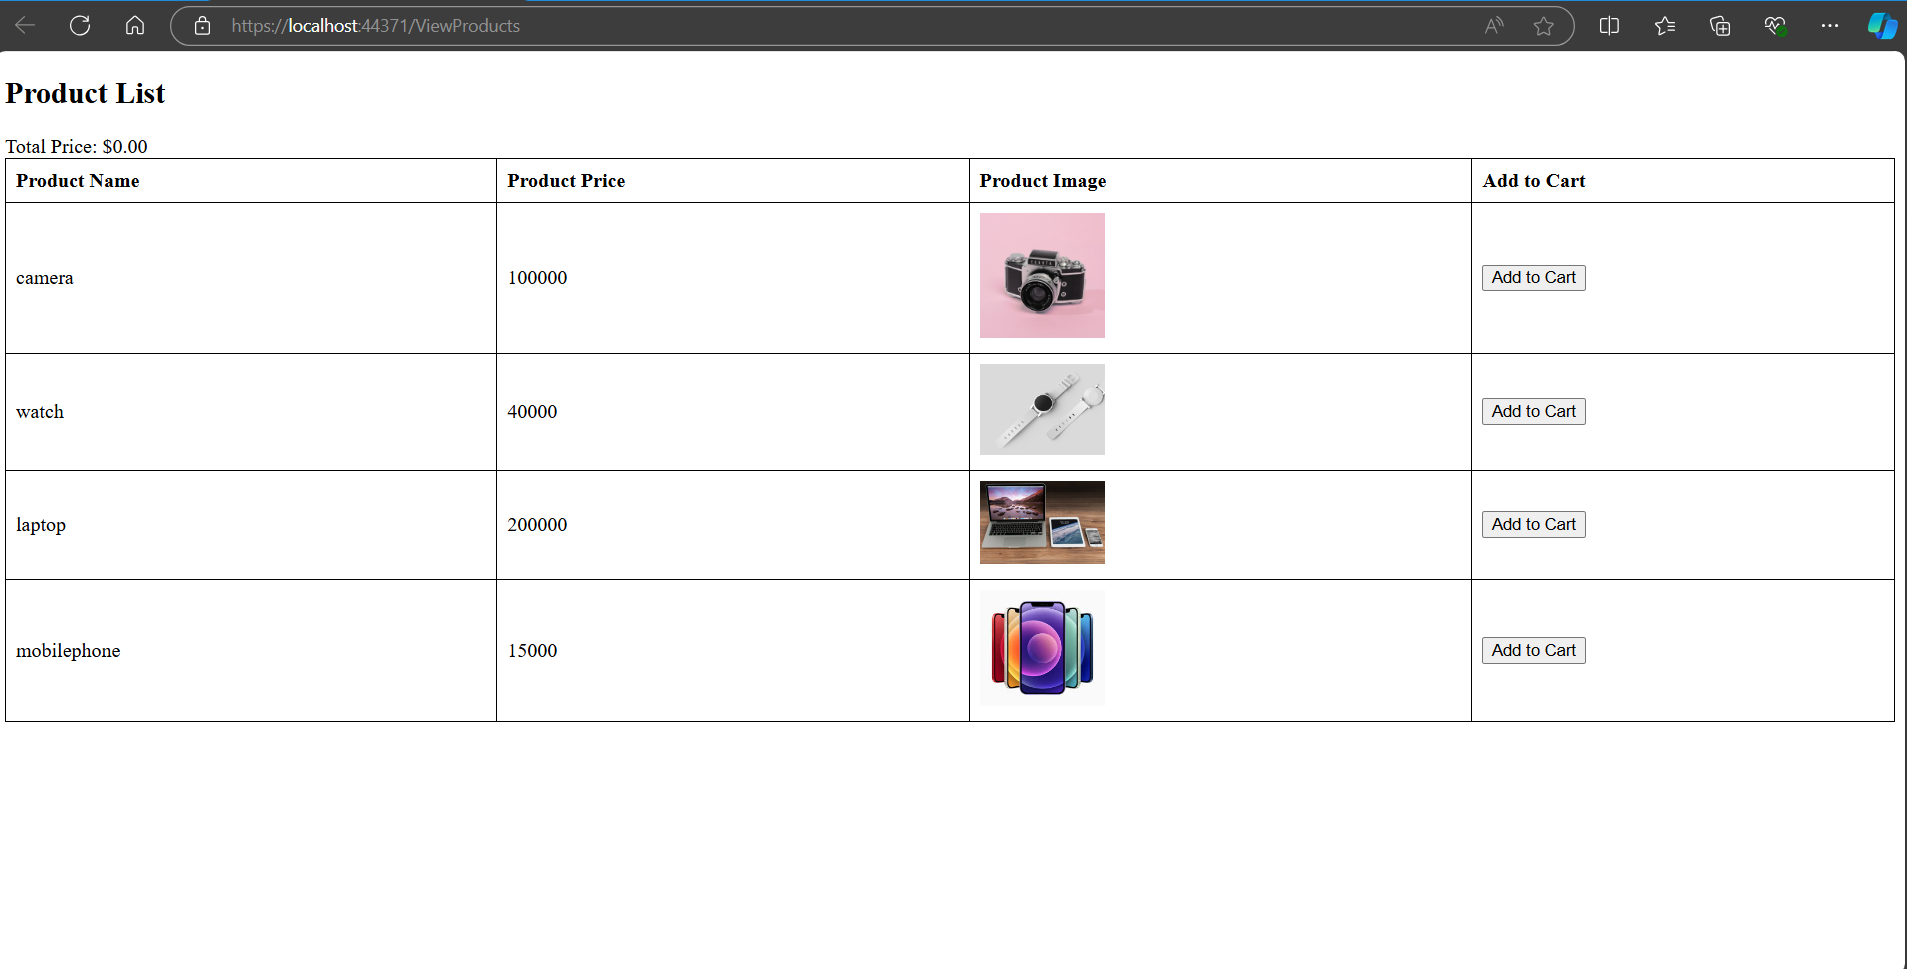 https://localhost:44371/ViewProducts
Product List
Total Price: $0.00
Product Name Product Price Product Image Add to Cart
camera 100000 Add to Cart
watch 40000 Add to Cart
laptop 200000 Add to Cart
mobilephone 15000 Add to Cart